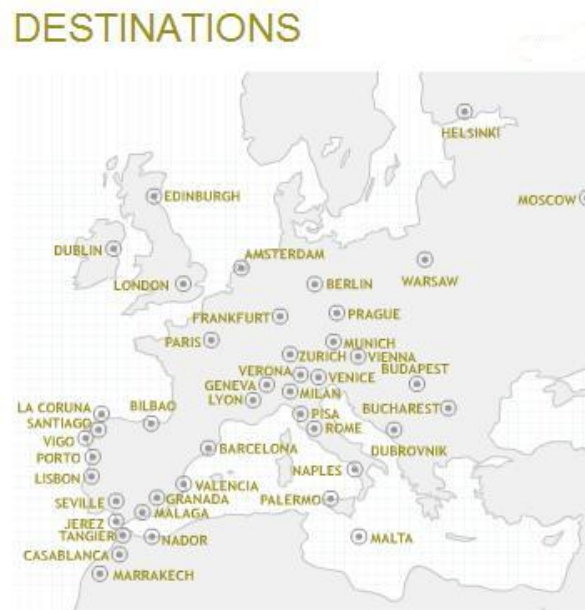 DESTINATIONS
HELSINKI
EDINBURGH
MOSCOW
DUBLIN
AMSTERDAM
WARSAW
LONDON
BERLIN
FRANKFURT
PRAGUE
PARIS
MUNICH
ZURICH
VIENNA
VERONA
VENICE
BUDAPEST
GENEVA
MILAN
LYON
LA CORUNA
BILBAO
PISA
BUCHAREST
SANTIAGO
ROME
VIGO
DUBROVNIK
PORTO
BARCELONA
NAPLES
LISBON
VALENCIA
GRANADA
PALERMO
SEVILLE
MALAGA
JEREZ
TANGIER
NADOR
MALTA
CASABLANCA
MARRAKECH